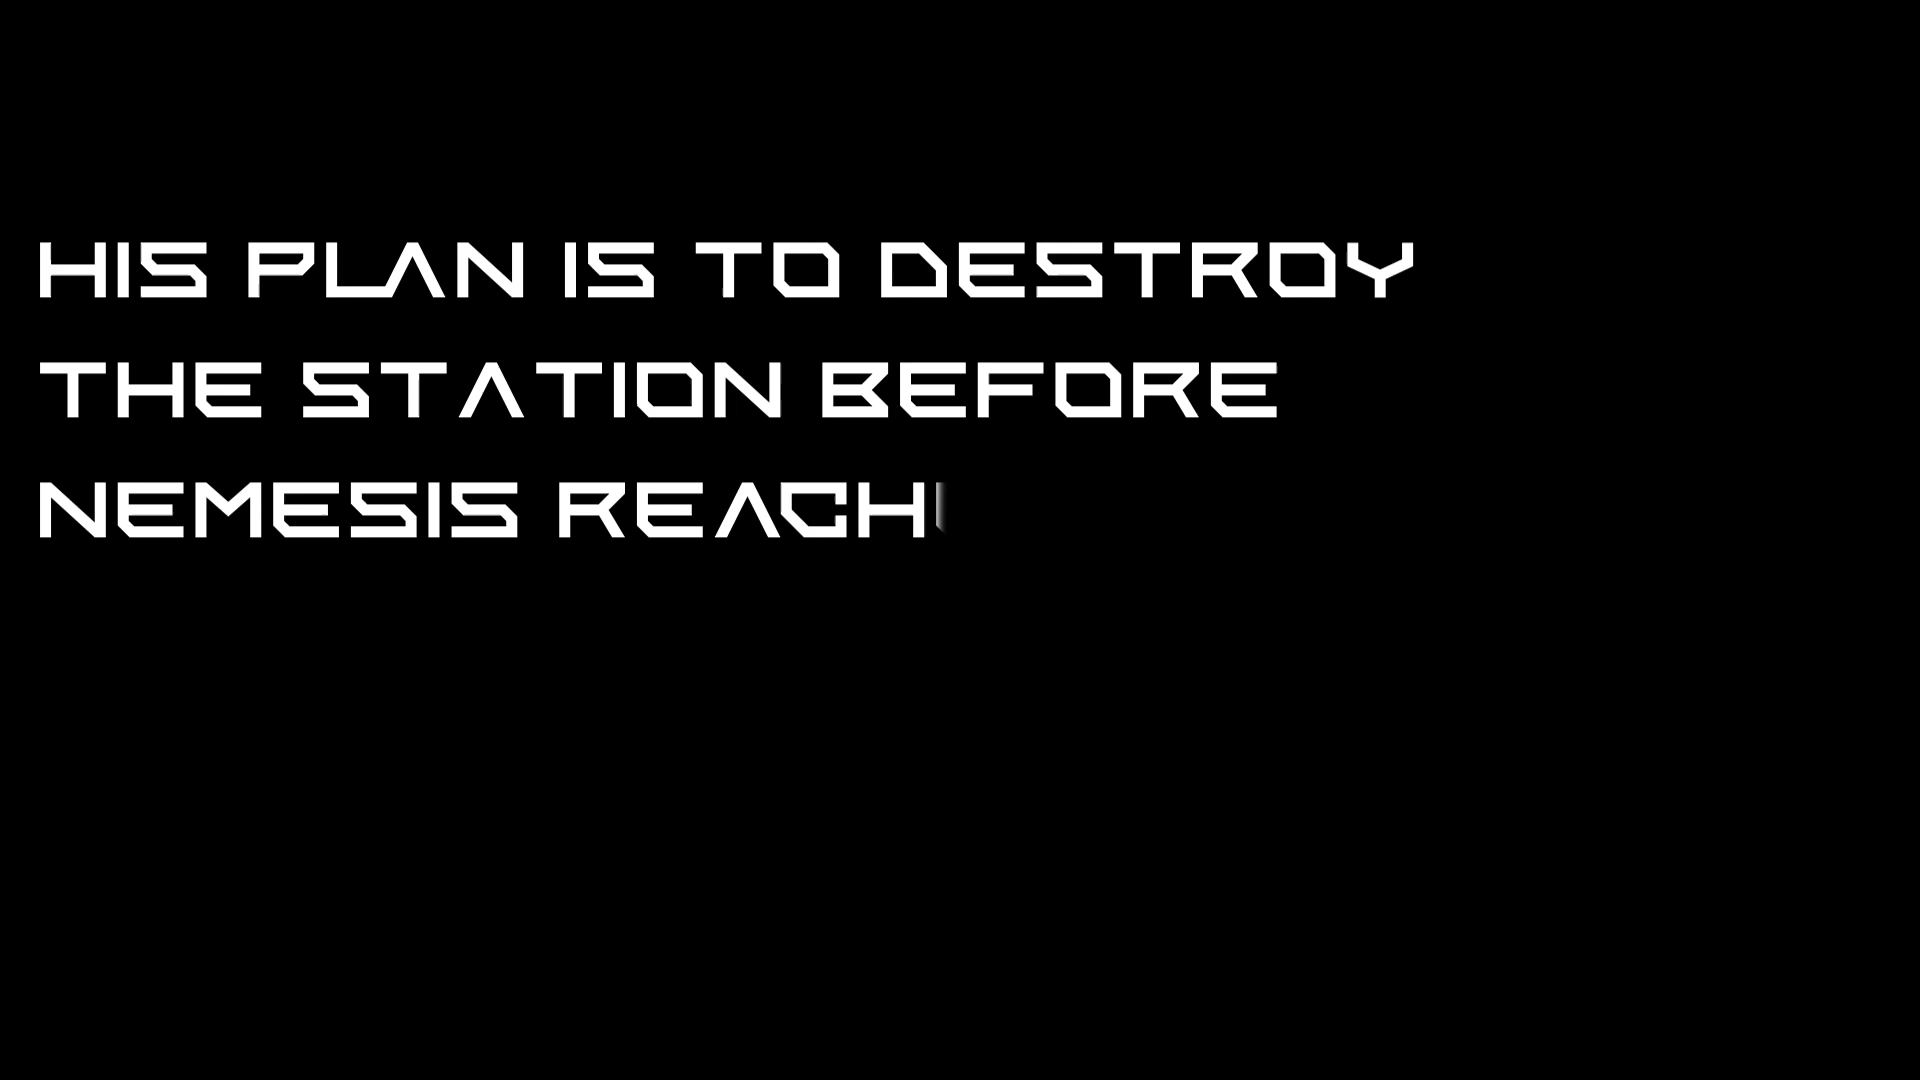 HIS PLAN IS TO DESTROY
THE STATION BEFORE
NEMESIS REACH